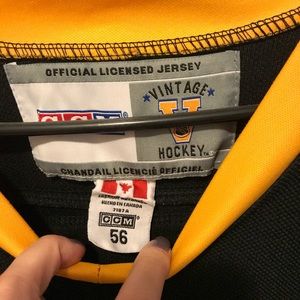 OFFICIAL LICENSED JERSEY
CCM
VINTAGE
V
HOCKEY
CHANDAIL LICENCIÉ OFFICIEL
CCM
56